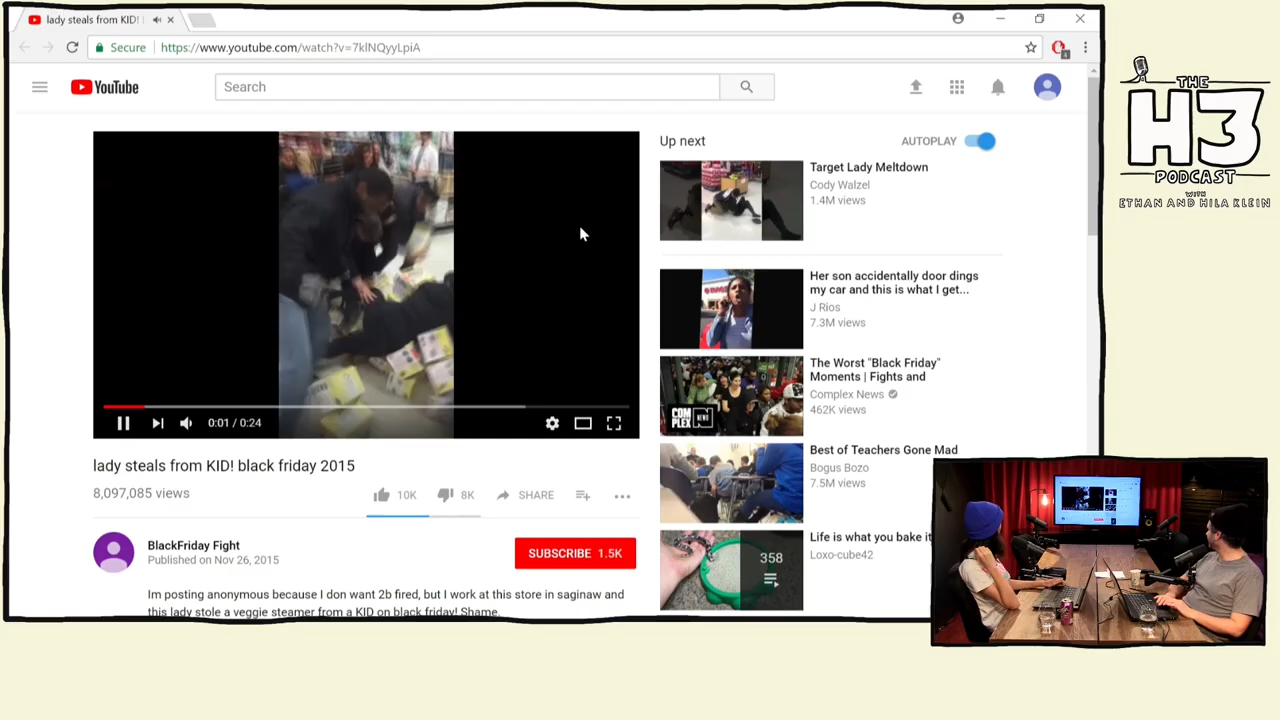 lady steals from KID!
Secure
https://www.youtube.com/watch?v=7klNQyyLpiA
YouTube
Search
THE
H3
PODCAST
WITH
ETHAN AND HILA KLEIN
Up next
AUTOPLAY
Target Lady Meltdown
Cody Walzel
1.4M views
Her son accidentally door dings
my car and this is what I get...
J Rios
7.3M views
The Worst "Black Friday"
Moments | Fights and
Complex News
462K views
COM
PLEX
NEWS
0:01 / 0:24
Best of Teachers Gone Mad
Bogus Bozo
7.5M views
lady steals from KID! black friday 2015
8,097,085 views
10K
8K
SHARE
Life is what you bake it
Loxo-cube42
358
BlackFriday Fight
Published on Nov 26, 2015
SUBSCRIBE 1.5K
Im posting anonymous because I don want 2b fired, but I work at this store in saginaw and
this lady stole a veggie steamer from a KID on black friday! Shame.